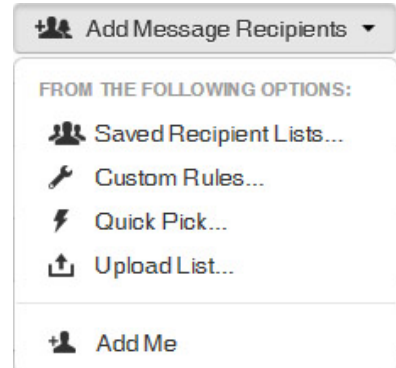 Add Message Recipients
FROM THE FOLLOWING OPTIONS:
Saved Recipient Lists...
Custom Rules...
Quick Pick...
Upload List...
Add Me